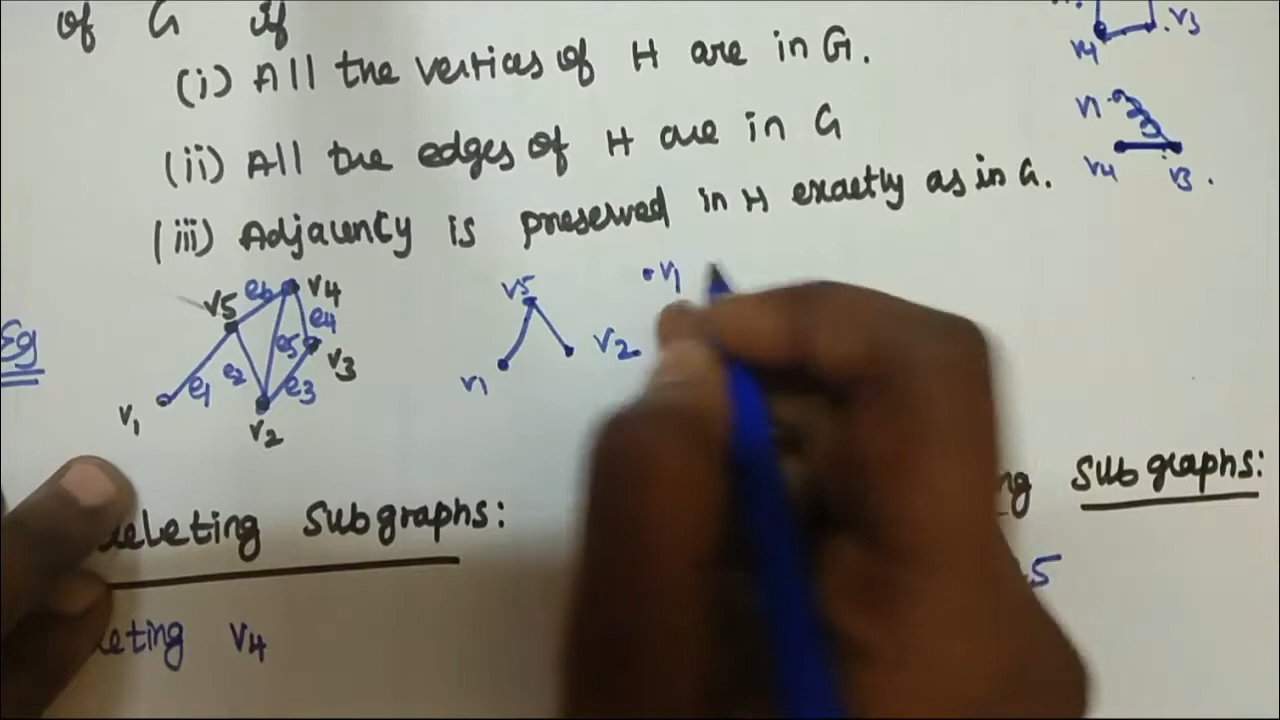 of G if
(i) All the vertices of H are in G.
(ii) All the edges of H are in G
(iii) Adjacency is preserved in H exactly as in G.
v4 v3
v1
v4 v3.
Eg
v5 e6 v4
e4
e5
v3
e1 e2 e3
v1
v2
v5
v1
v2
v1
deleting Subgraphs:
Subgraphs:
5
v4